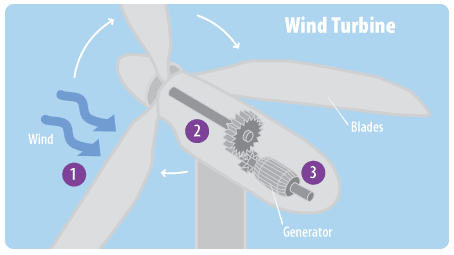 Wind Turbine
Wind
1
2
3
Blades
Generator